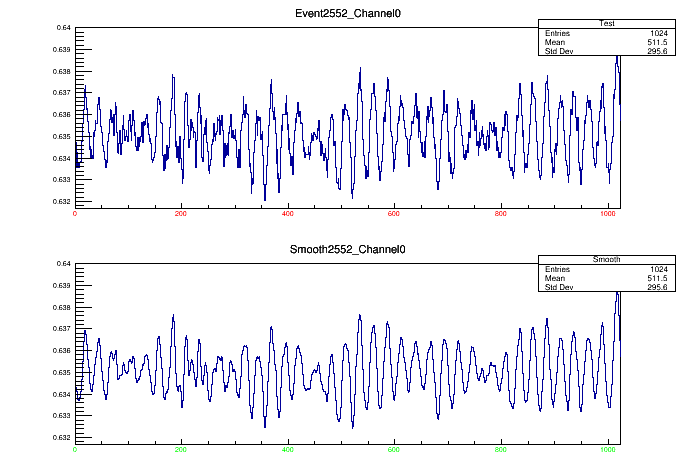 Event2552_Channel0
Test
Entries 1024
Mean 511.5
Std Dev 295.6
0.64
0.639
0.638
0.637
0.636
0.635
0.634
0.633
0.632
0 200 400 600 800 1000
Smooth2552_Channel0
Smooth
Entries 1024
Mean 511.5
Std Dev 295.6
0.64
0.639
0.638
0.637
0.636
0.635
0.634
0.633
0.632
0 200 400 600 800 1000